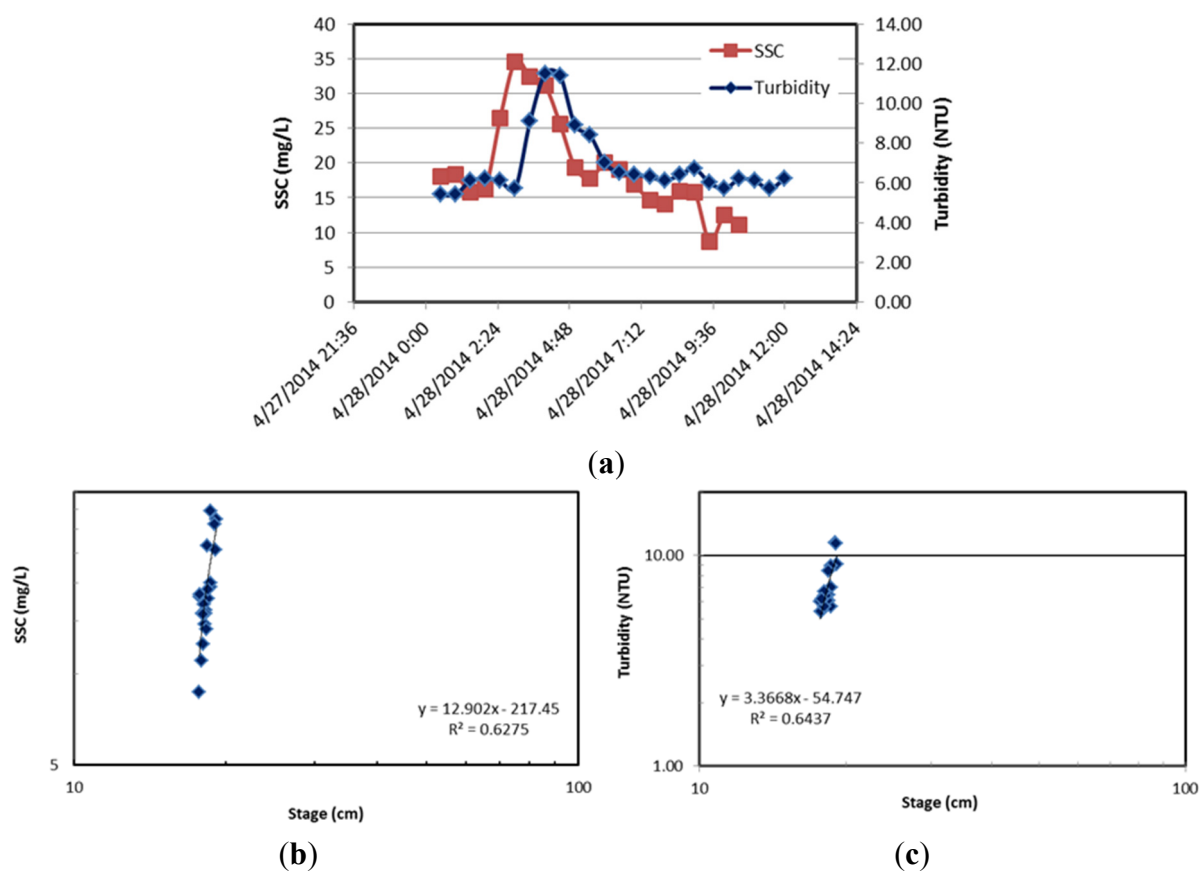 40
35
30
25
20
15
10
5
0
SSC (mg/L)
14.00
12.00
10.00
8.00
6.00
4.00
2.00
0.00
Turbidity (NTU)
SSC
Turbidity
4/27/2014 21:36
4/28/2014 0:00
4/28/2014 2:24
4/28/2014 4:48
4/28/2014 7:12
4/28/2014 9:36
4/28/2014 12:00
4/28/2014 14:24
(a)
SSC (mg/L)
5
10
100
Stage (cm)
y = 12.902x - 217.45
R² = 0.6275
(b)
Turbidity (NTU)
10.00
1.00
10
100
Stage (cm)
y = 3.3668x - 54.747
R² = 0.6437
(c)